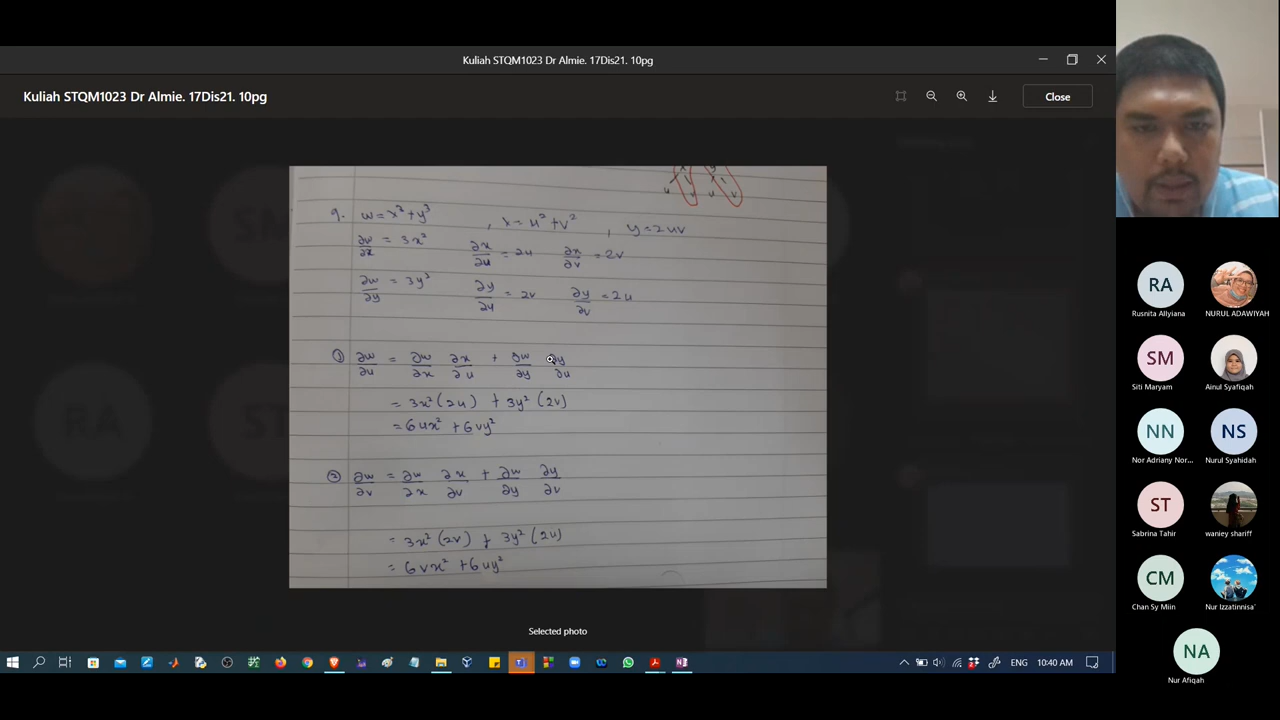 Kuliah STQM1023 Dr Almie. 17Dis21. 10pg
Kuliah STQM1023 Dr Almie. 17Dis21. 10pg
Close
u v u v
9. w = x³ + y³ , x = u² + v² , y = 2uv
∂w/∂x = 3x² ∂x/∂u = 2u ∂x/∂v = 2v
∂w/∂y = 3y² ∂y/∂u = 2v ∂y/∂v = 2u
① ∂w/∂u = ∂w/∂x ∂x/∂u + ∂w/∂y ∂y/∂u
= 3x²(2u) + 3y²(2v)
= 6ux² + 6vy²
② ∂w/∂v = ∂w/∂x ∂x/∂v + ∂w/∂y ∂y/∂v
= 3x²(2v) + 3y²(2u)
= 6vx² + 6uy²
Selected photo
RA
Rusnita Allyiana
NURUL ADAWIYAH
SM
Siti Maryam
Ainul Syafiqah
NN
Nor Adriany Nor...
NS
Nurul Syahidah
ST
Sabrina Tahir
waniey shariff
CM
Chan Sy Miin
Nur Izzatinnisa'
NA
Nur Afiqah
ENG
10:40 AM